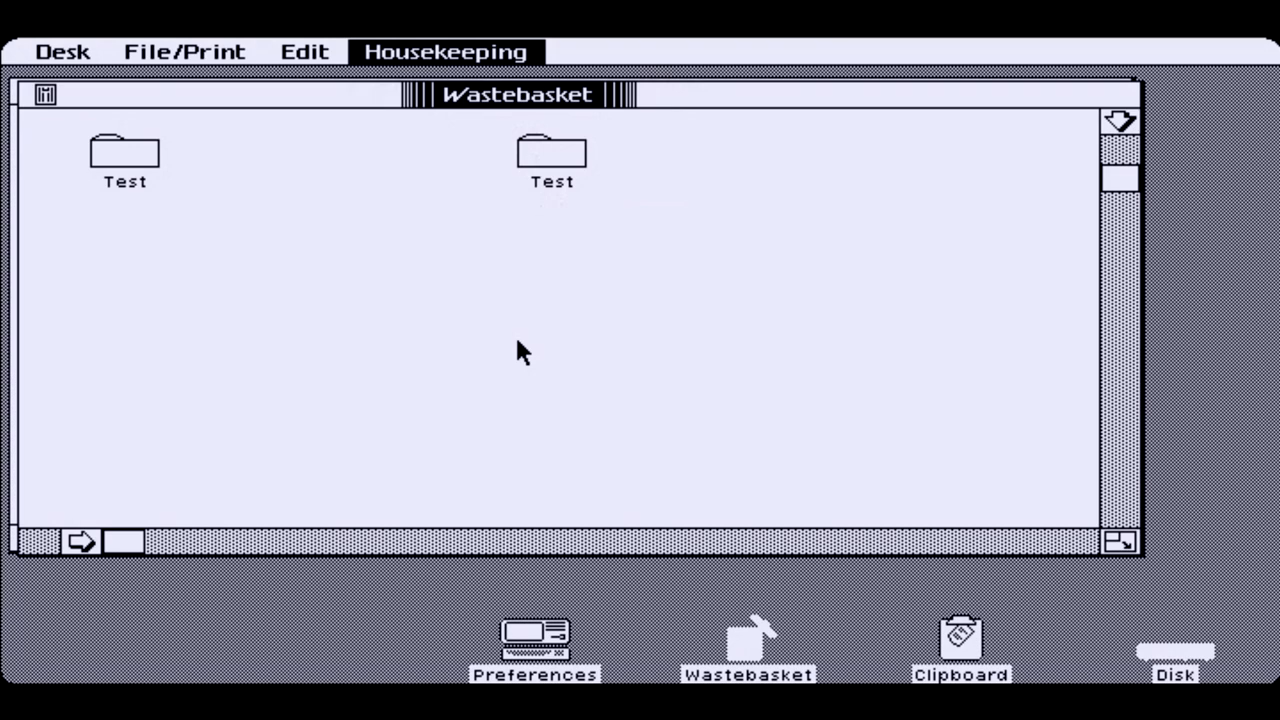 Desk File/Print Edit Housekeeping
Wastebasket
Test Test
Preferences Wastebasket Clipboard Disk